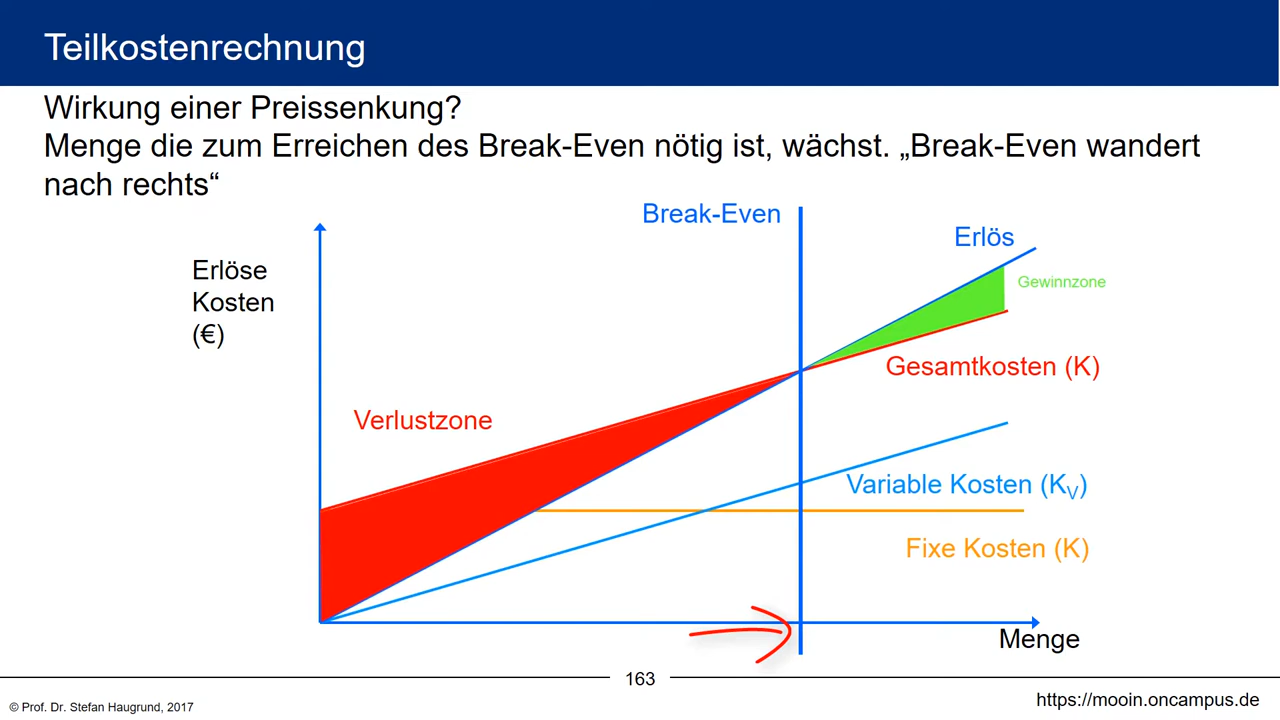 Teilkostenrechnung
Wirkung einer Preissenkung?
Menge die zum Erreichen des Break-Even nötig ist, wächst. „Break-Even wandert
nach rechts“
Break-Even
Erlös
Erlöse
Kosten
(€)
Gewinnzone
Gesamtkosten (K)
Verlustzone
Variable Kosten (KV)
Fixe Kosten (K)
Menge
163
© Prof. Dr. Stefan Haugrund, 2017
https://mooin.oncampus.de